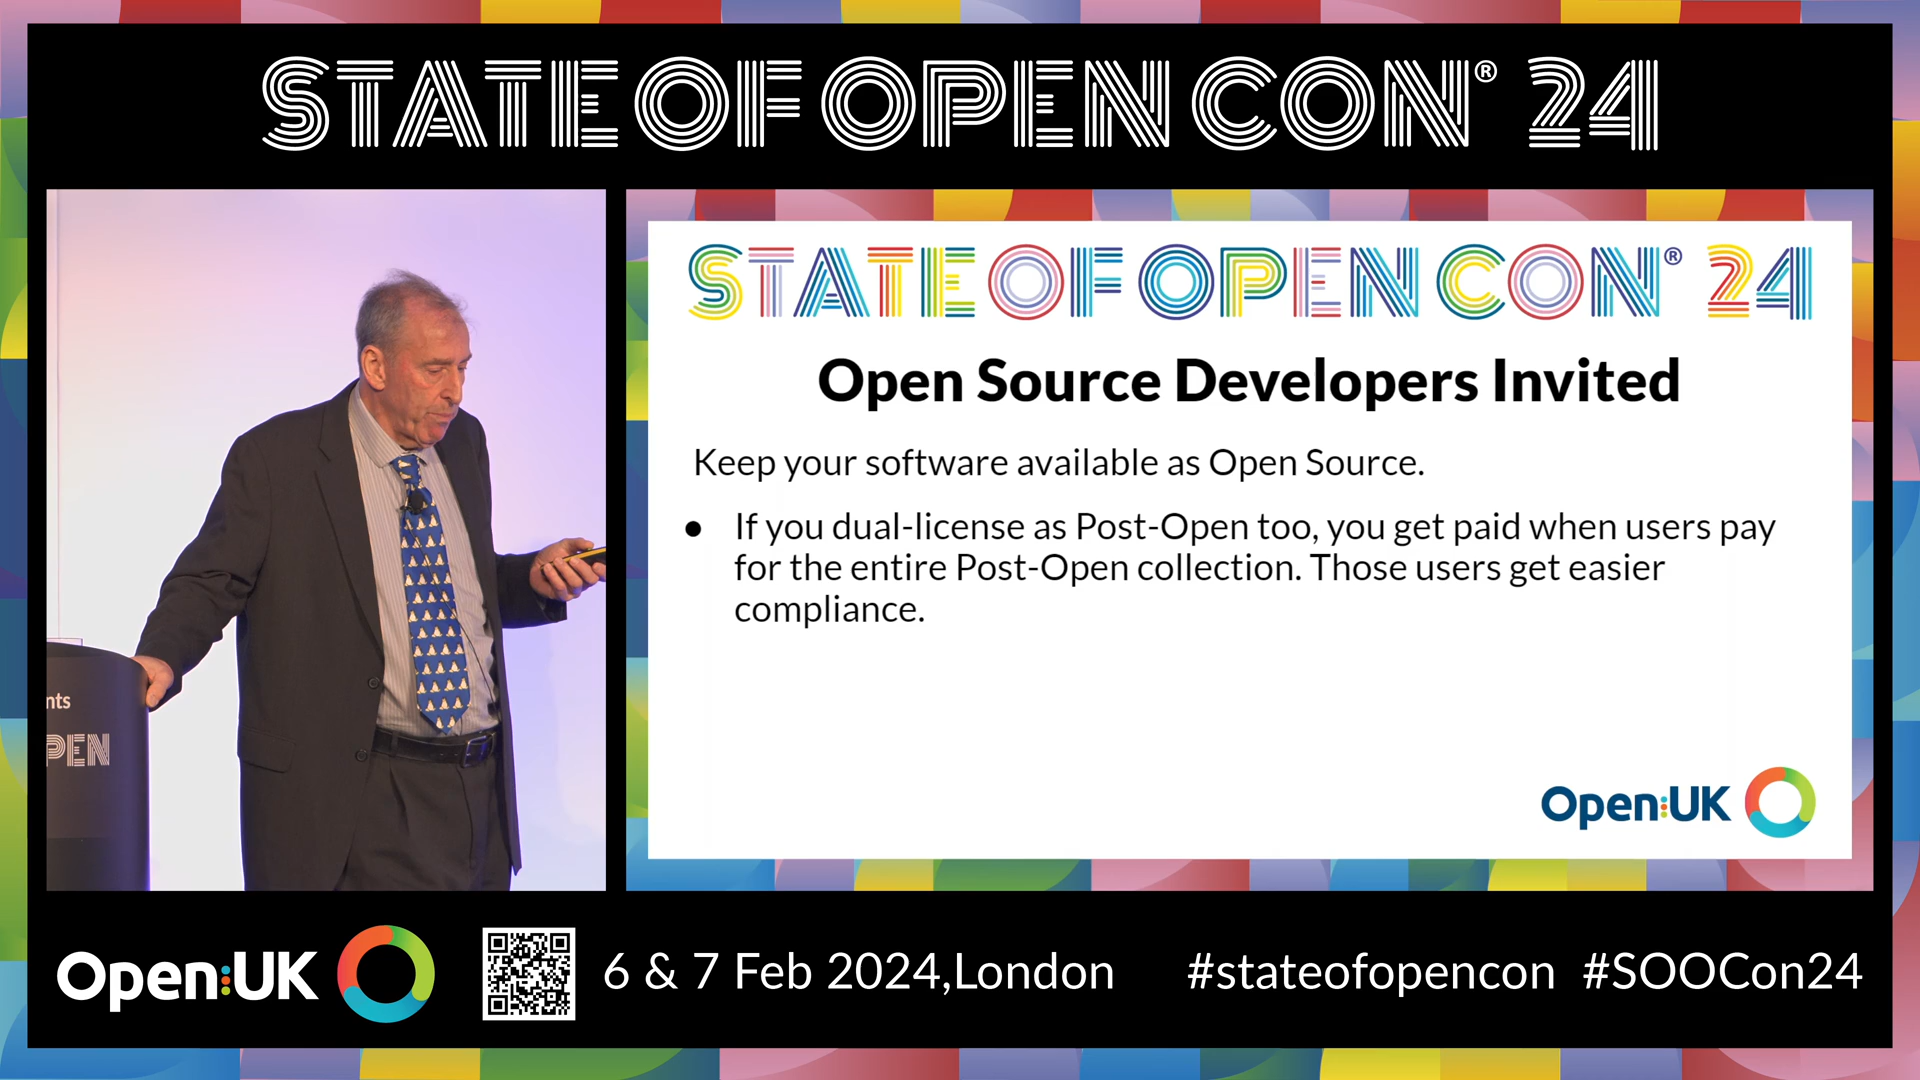 STATE OF OPEN CON® 24
STATE OF OPEN CON® 24
Open Source Developers Invited
Keep your software available as Open Source.
● If you dual-license as Post-Open too, you get paid when users pay
for the entire Post-Open collection. Those users get easier
compliance.
Open:UK
nts
PEN
Open:UK
6 & 7 Feb 2024,London
#stateofopencon #SOOCon24